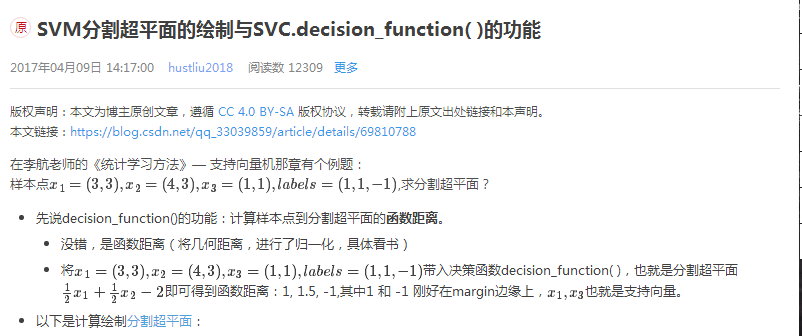 原 SVM分割超平面的绘制与SVC.decision_function( )的功能
2017年04月09日 14:17:00 hustliu2018 阅读数 12309 更多
版权声明：本文为博主原创文章，遵循 CC 4.0 BY-SA 版权协议，转载请附上原文出处链接和本声明。
本文链接：https://blog.csdn.net/qq_33039859/article/details/69810788
在李航老师的《统计学习方法》— 支持向量机那章有个例题：
样本点x₁ = (3,3), x₂ = (4,3), x₃ = (1,1), labels = (1,1,−1),求分割超平面？
• 先说decision_function()的功能：计算样本点到分割超平面的函数距离。
• 没错，是函数距离（将几何距离，进行了归一化，具体看书）
• 将x₁ = (3,3), x₂ = (4,3), x₃ = (1,1), labels = (1,1,−1)带入决策函数decision_function( )，也就是分割超平面
½x₁ + ½x₂ − 2即可得到函数距离：1, 1.5, -1,其中1 和 -1 刚好在margin边缘上，x₁, x₃也就是支持向量。
• 以下是计算绘制分割超平面：